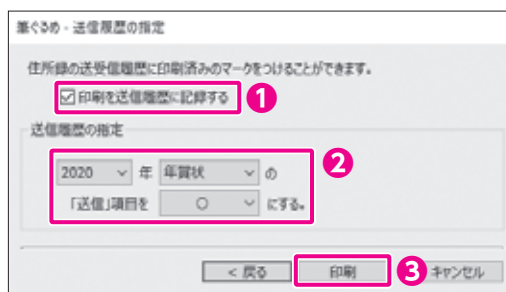 筆ぐるめ - 送信履歴の指定
住所録の送受信履歴に印刷済みのマークをつけることができます。
印刷を送信履歴に記録する 1
送信履歴の指定
2020 年 年賀状 の 2
「送信」項目を ○ にする。
< 戻る 印刷 3 キャンセル